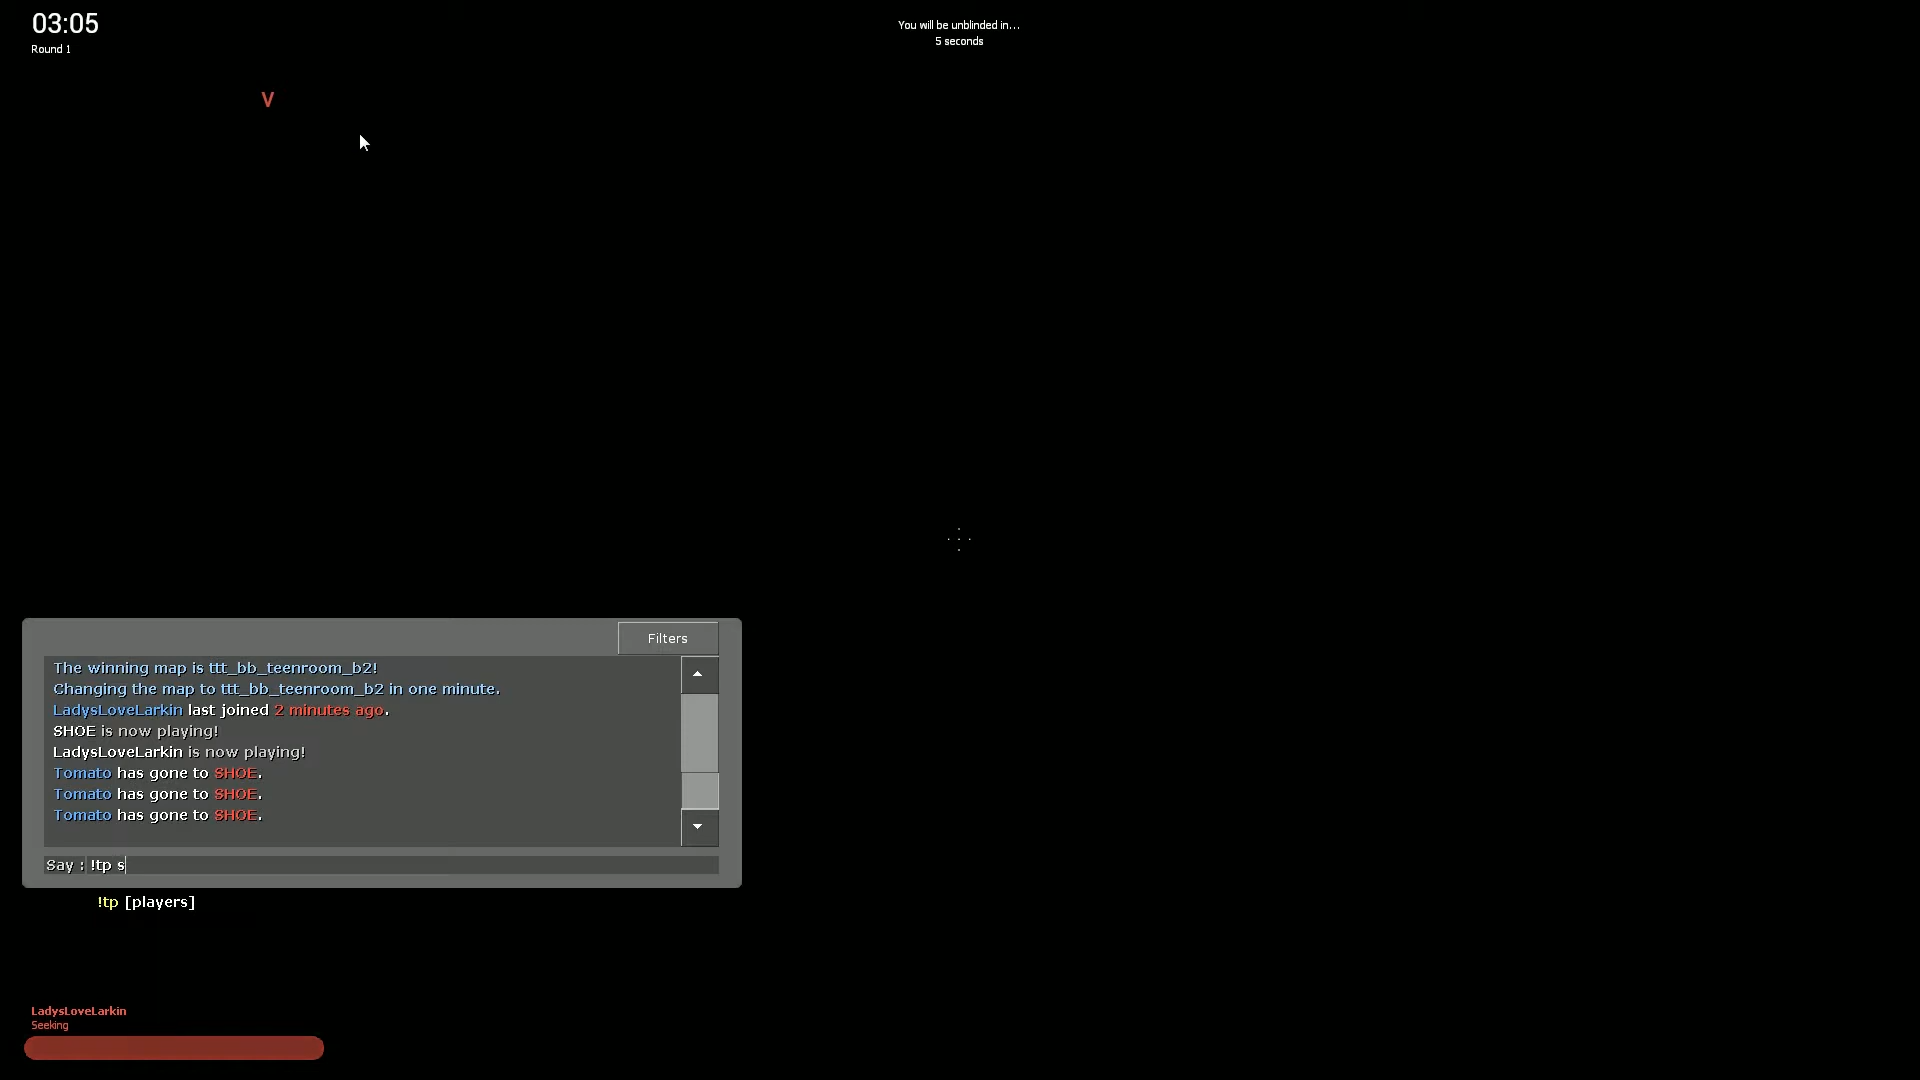 03:05
Round 1
You will be unblinded in...
5 seconds
V
Filters
The winning map is ttt_bb_teenroom_b2!
Changing the map to ttt_bb_teenroom_b2 in one minute.
LadysLoveLarkin last joined 2 minutes ago.
SHOE is now playing!
LadysLoveLarkin is now playing!
Tomato has gone to SHOE.
Tomato has gone to SHOE.
Tomato has gone to SHOE.
Say : !tp s
!tp [players]
LadysLoveLarkin
Seeking